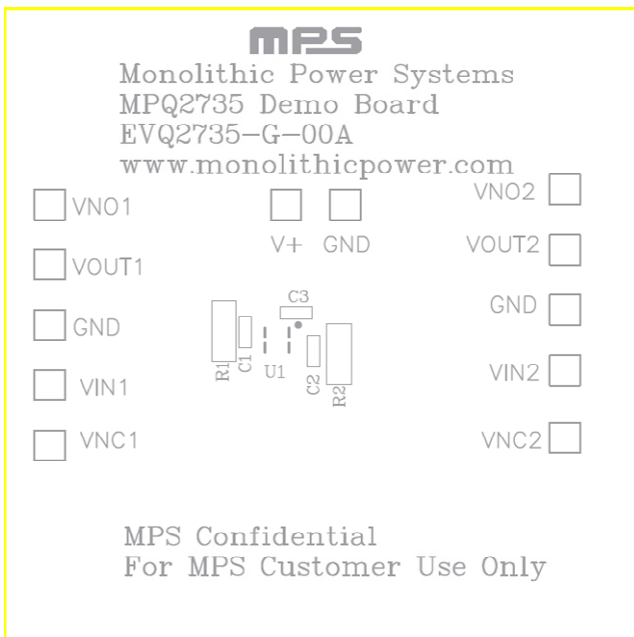 mps
Monolithic Power Systems
MPQ2735 Demo Board
EVQ2735-G-00A
www.monolithicpower.com
VNO1
V+
GND
VNO2
VOUT1
VOUT2
GND
GND
VIN1
VIN2
VNC1
VNC2
C3
R1
C1
U1
C2
R2
MPS Confidential
For MPS Customer Use Only